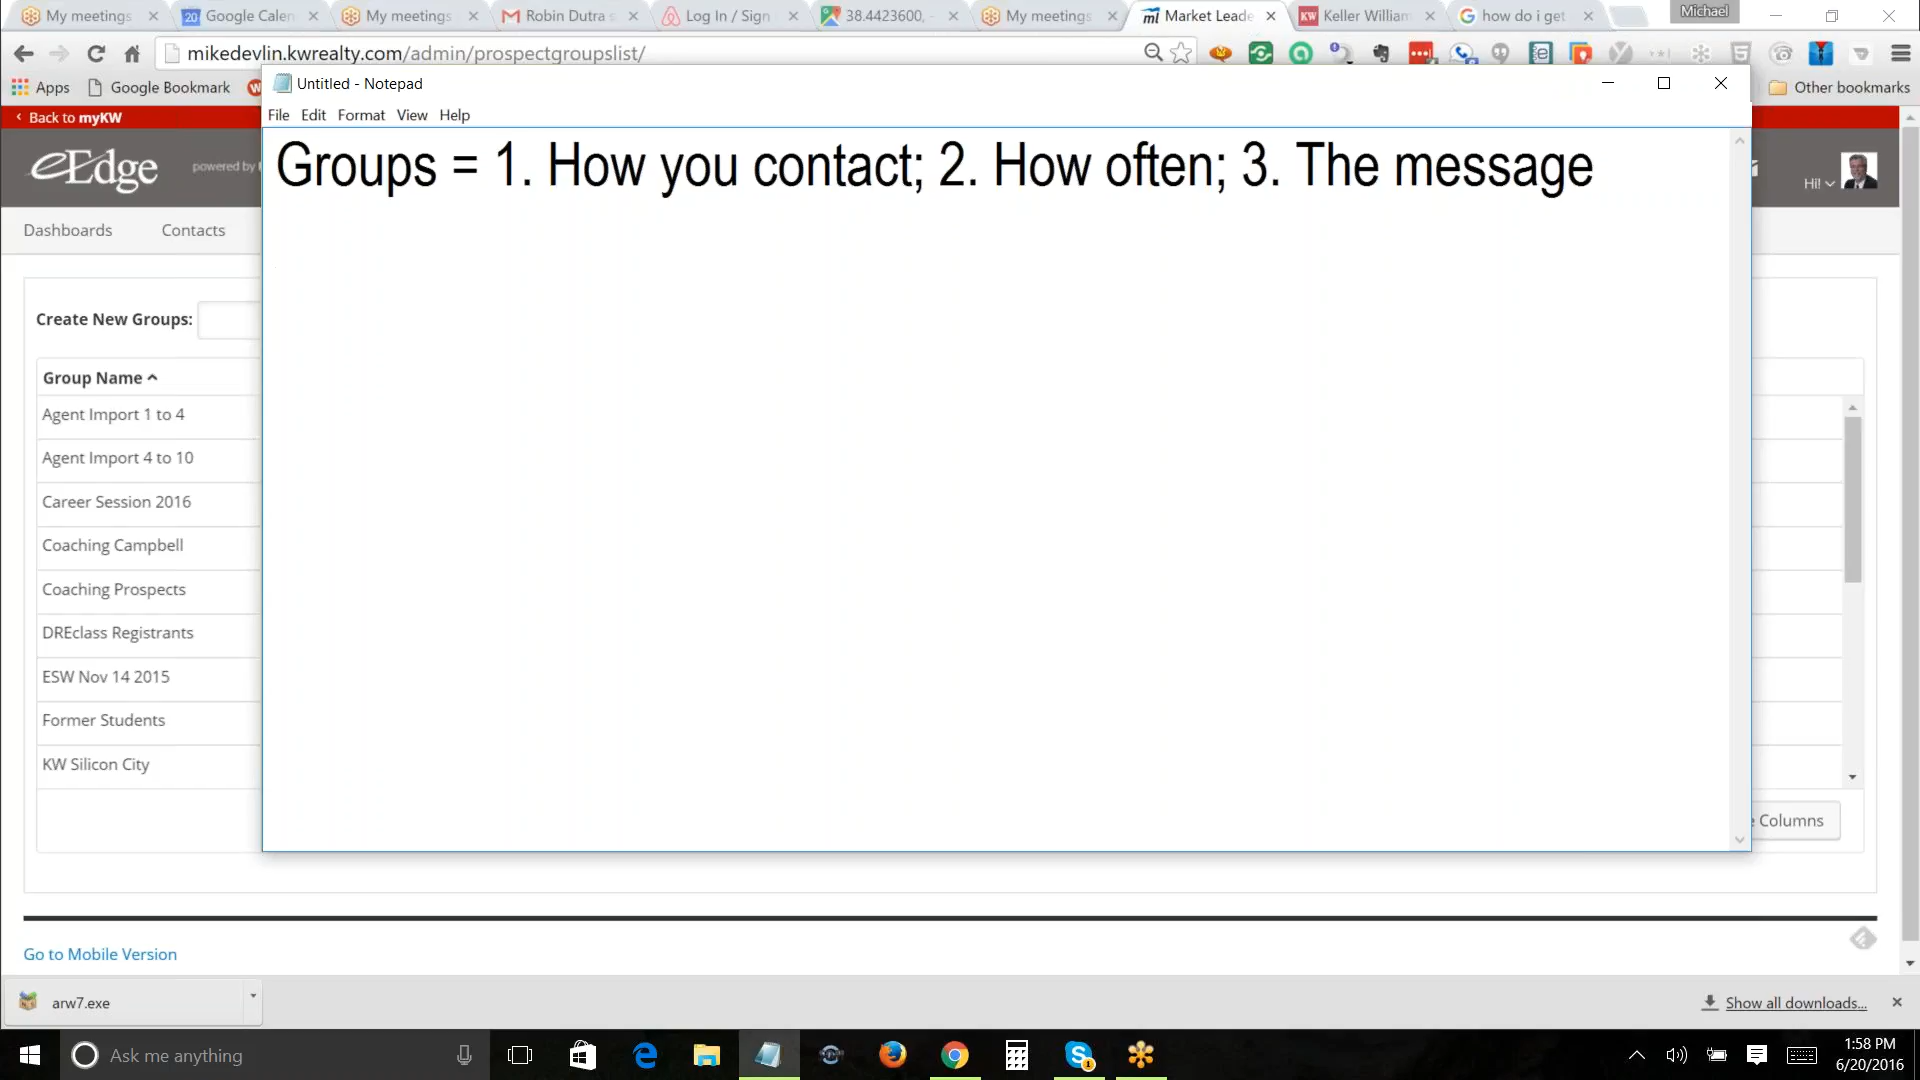 My meetings
Google Calen
My meetings
Robin Dutra s
Log In / Sign
38.4423600, -
My meetings
Market Leade
Keller William
how do i get
Michael
mikedevlin.kwrealty.com/admin/prospectgroupslist/
Apps
Google Bookmark
Other bookmarks
Untitled - Notepad
File Edit Format View Help
Groups = 1. How you contact; 2. How often; 3. The message
Back to myKW
eEdge
powered by
Hi!
Dashboards
Contacts
Create New Groups:
Group Name
Agent Import 1 to 4
Agent Import 4 to 10
Career Session 2016
Coaching Campbell
Coaching Prospects
DREclass Registrants
ESW Nov 14 2015
Former Students
KW Silicon City
Columns
Go to Mobile Version
arw7.exe
Show all downloads...
Ask me anything
1:58 PM
6/20/2016